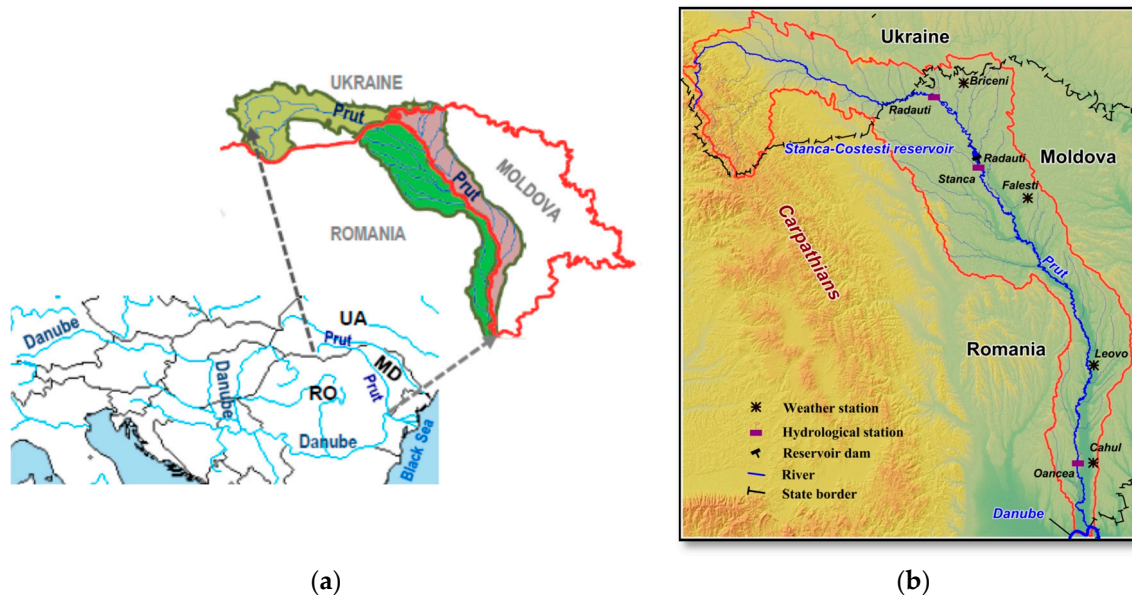 UKRAINE
Prut
Prut
MOLDOVA
ROMANIA
UA
Danube
Prut
MD
Danube
RO
Prut
Danube
Black Sea
Ukraine
Briceni
Radauti
Stanca-Costesti reservoir
Radauti
Moldova
Stanca
Falesti
Carpathians
Prut
Romania
Leovo
Weather station
Hydrological station
Cahul
Reservoir dam
Oancea
River
State border
Danube
(a)
(b)